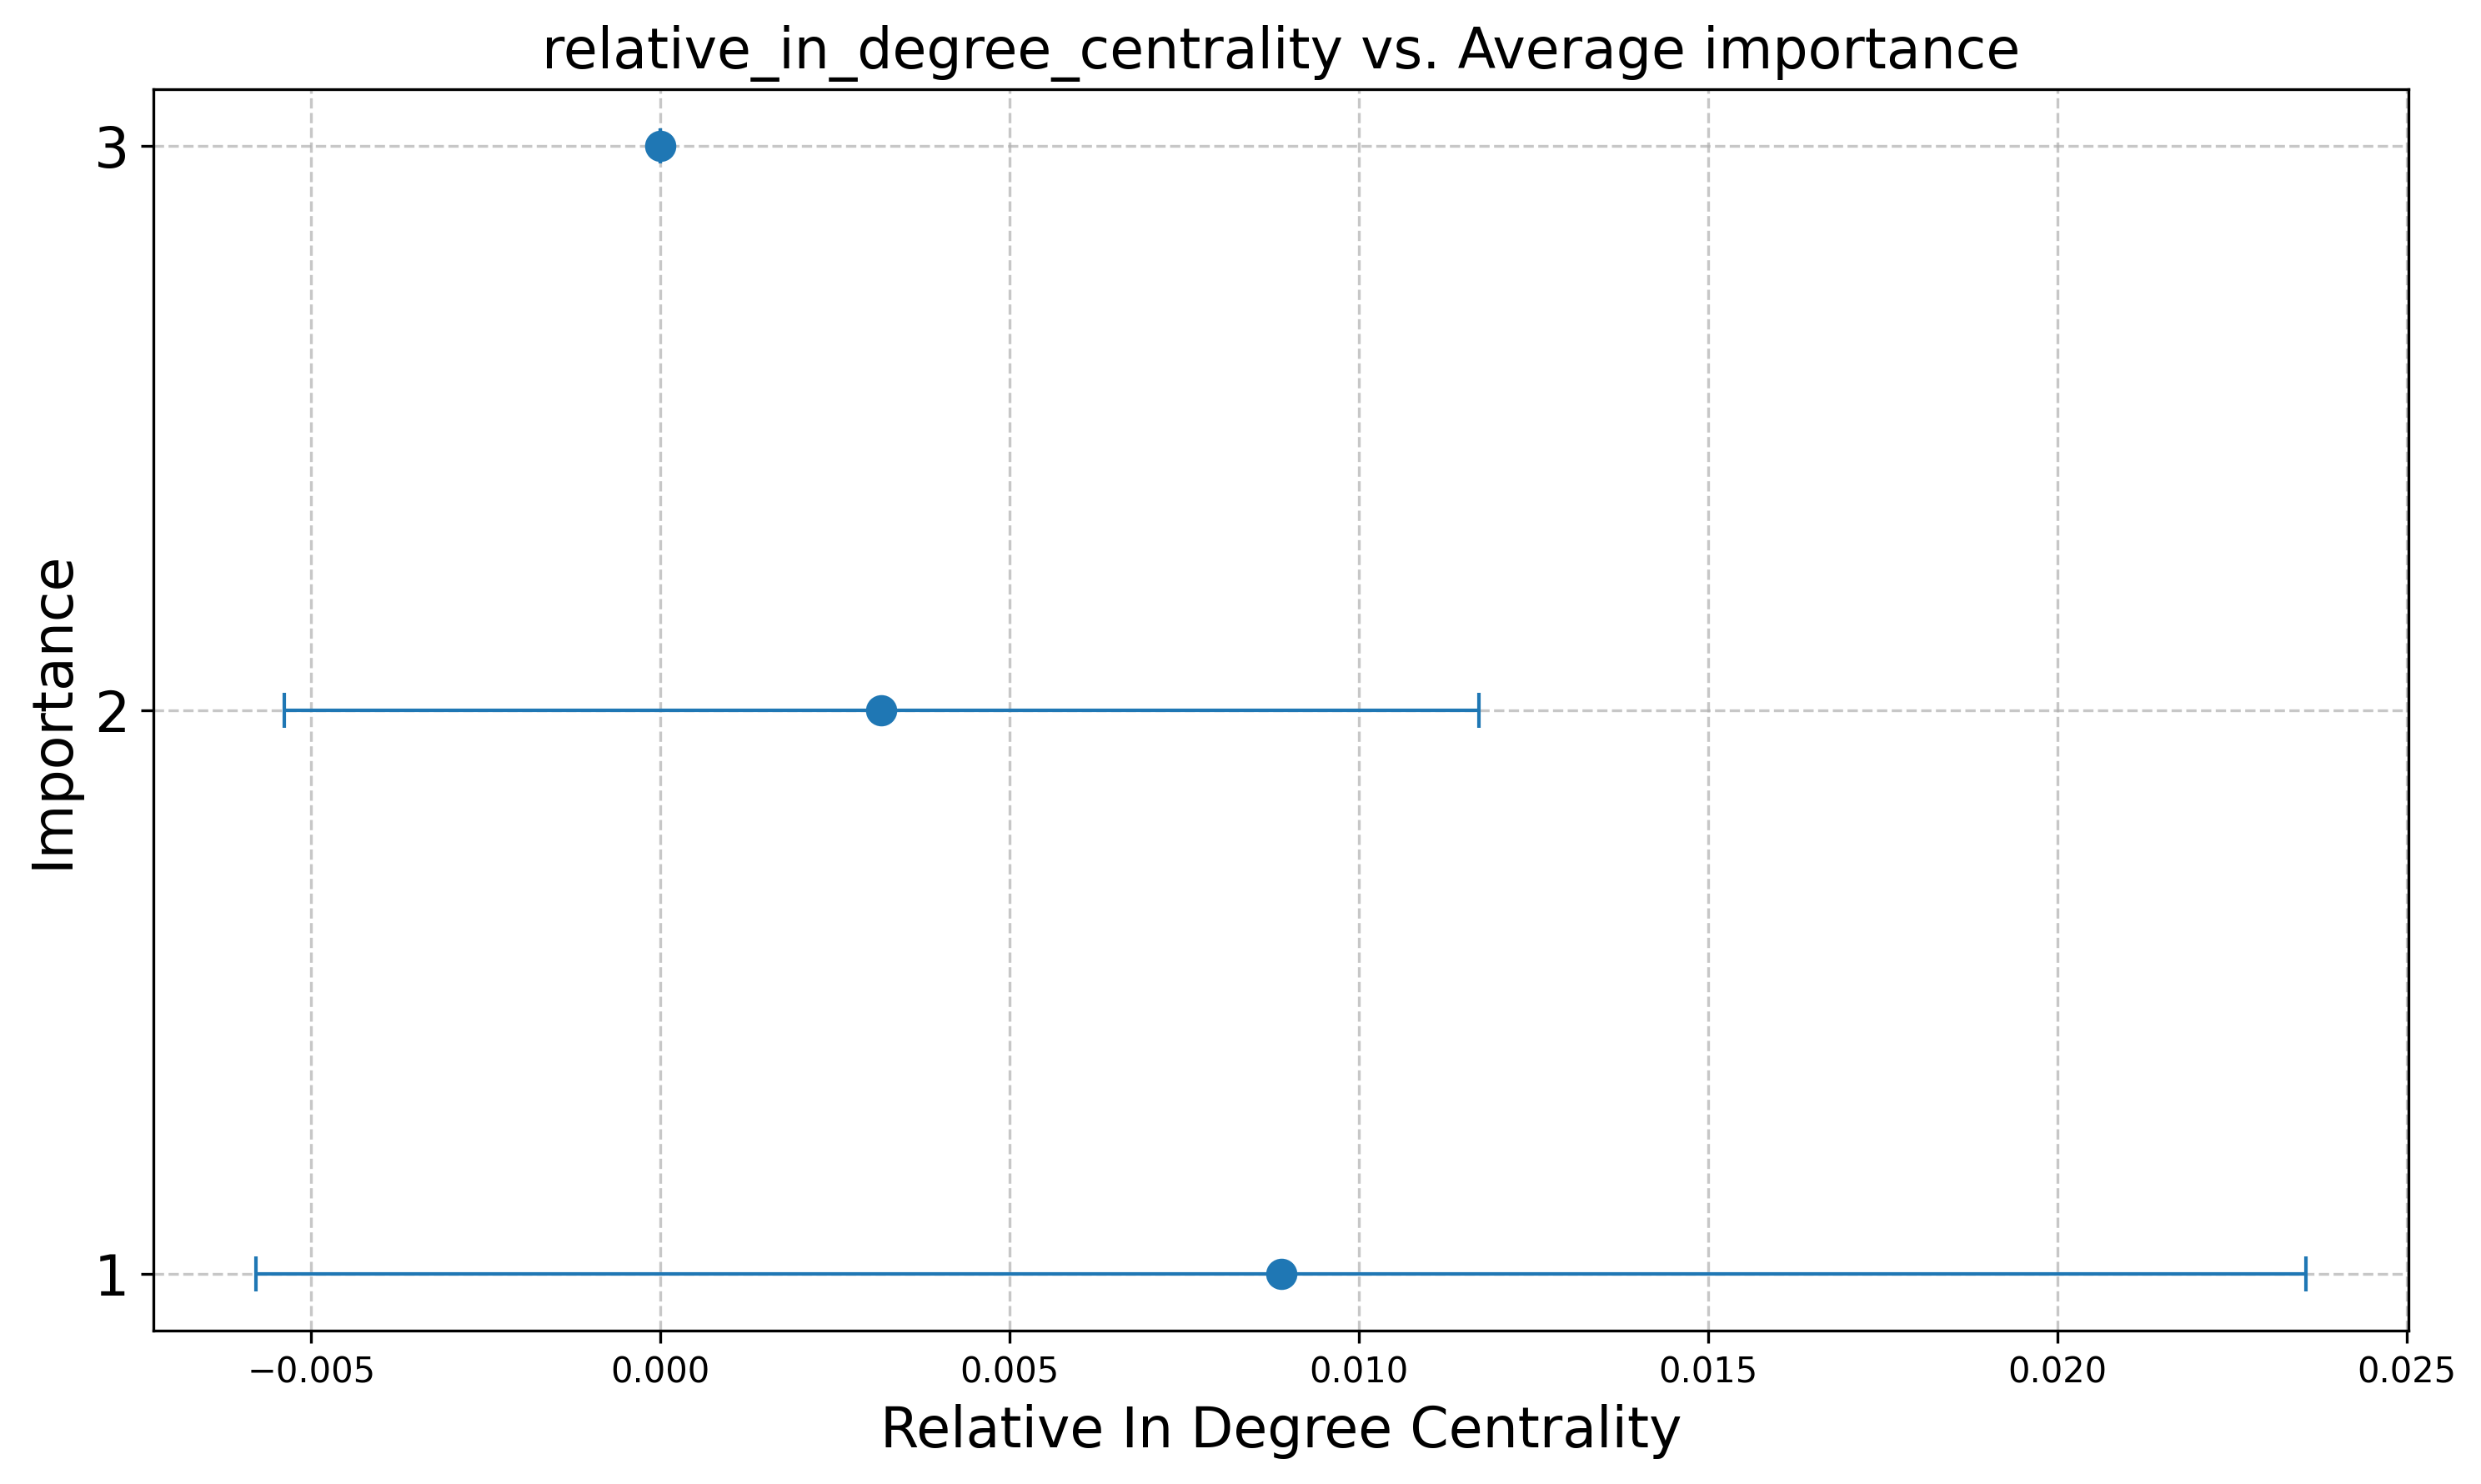 relative_in_degree_centrality vs. Average importance
Importance
3
2
1
−0.005 0.000 0.005 0.010 0.015 0.020 0.025
Relative In Degree Centrality